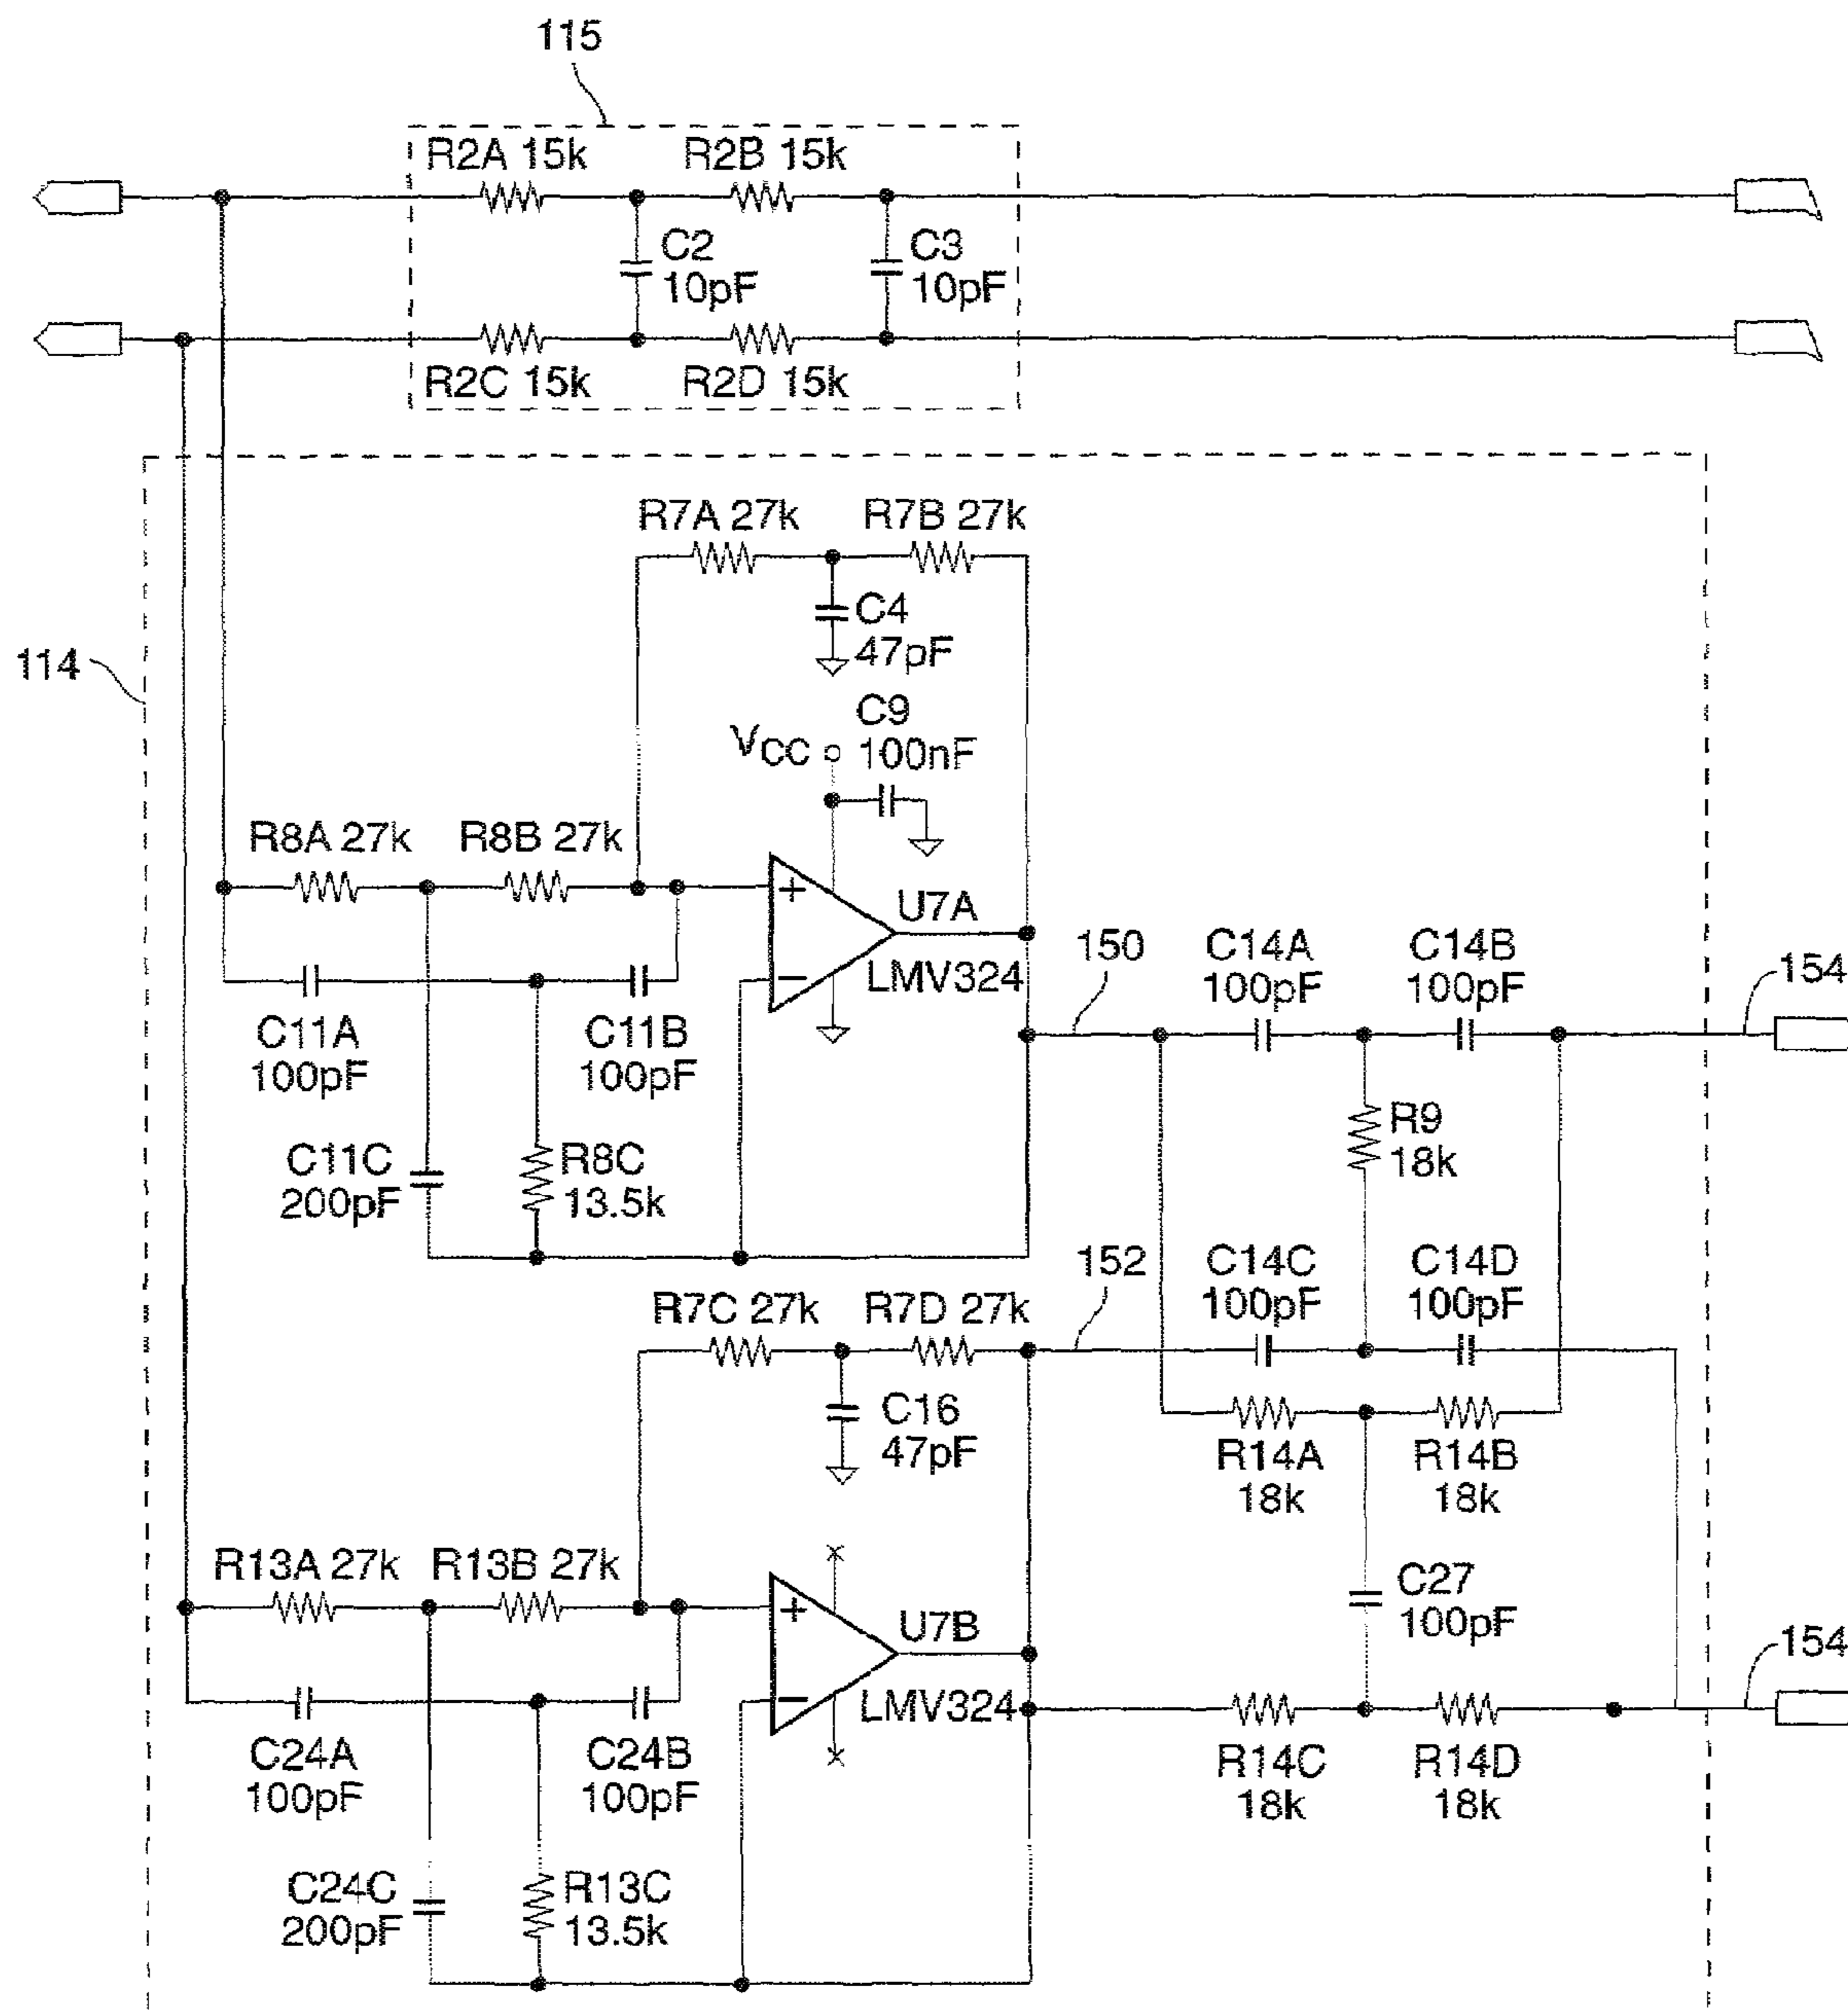 115
R2A 15k R2B 15k
C2
10pF
C3
10pF
R2C 15k R2D 15k
R7A 27k R7B 27k
C4
47pF
114
C9
100nF
VCC
R8A 27k R8B 27k
+
U7A
−
LMV324
150
C14A
100pF
C14B
100pF
154
C11A
100pF
C11B
100pF
R9
18k
C11C
200pF
R8C
13.5k
152
C14C
100pF
C14D
100pF
R7C 27k R7D 27k
C16
47pF
R14A
18k
R14B
18k
R13A 27k R13B 27k
C27
100pF
+
U7B
−
LMV324
154
C24A
100pF
C24B
100pF
R14C
18k
R14D
18k
C24C
200pF
R13C
13.5k